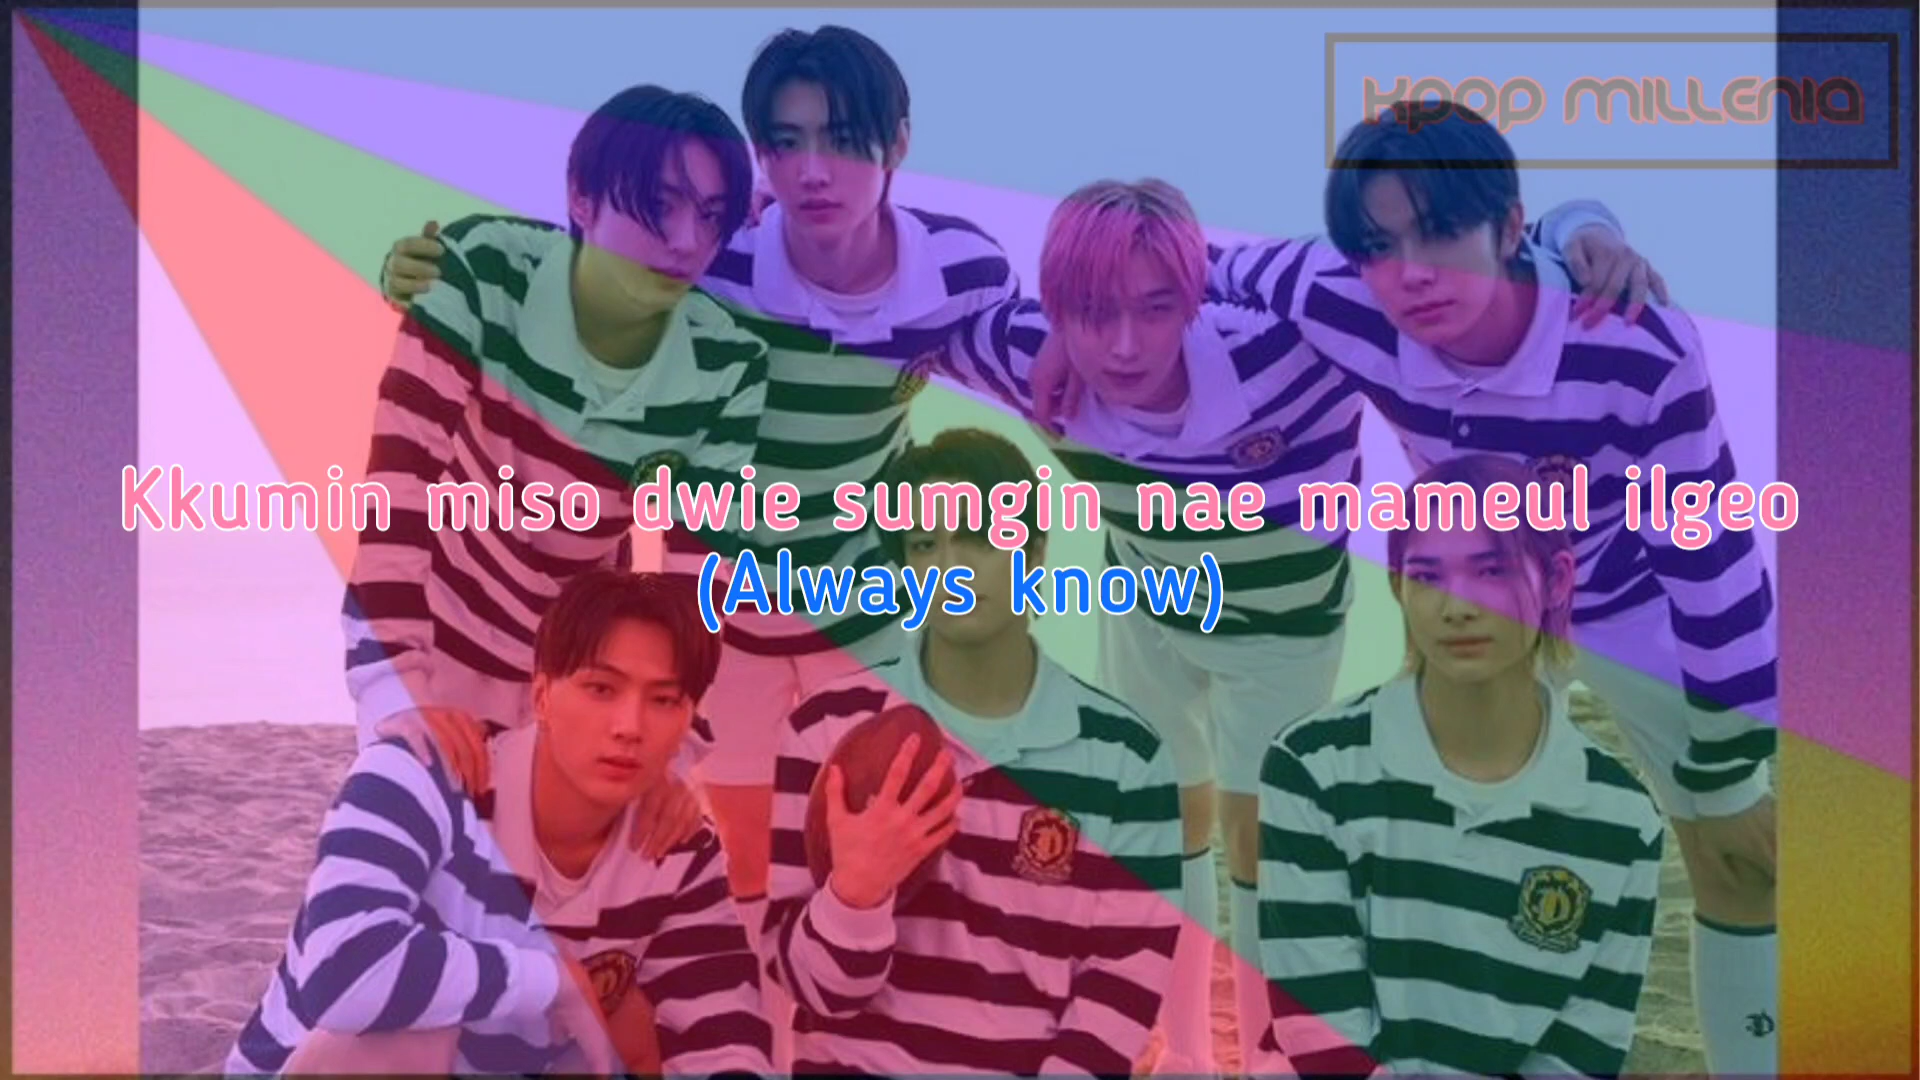 KPOP MILLENIA
Kkumin miso dwie sumgin nae mameul ilgeo
(Always know)